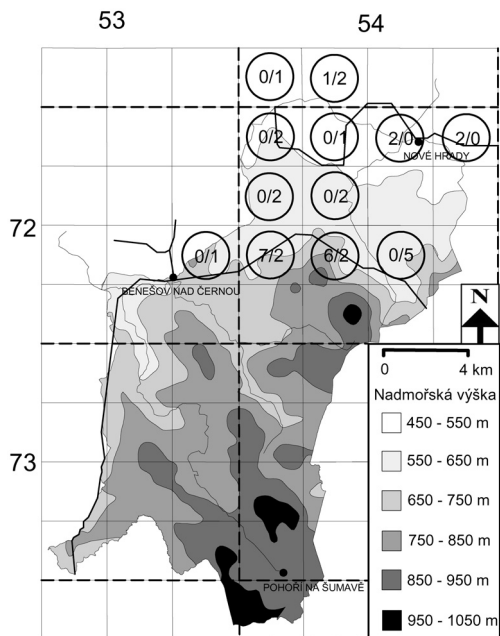 53 54
0/1 1/2
0/2 0/1 2/0 2/0
NOVÉ HRADY
0/2 0/2
72
0/1 7/2 6/2 0/5
BENEŠOV NAD ČERNOU
N
0 4 km
Nadmořská výška
450 - 550 m
550 - 650 m
73
650 - 750 m
750 - 850 m
850 - 950 m
POHOŘÍ NA ŠUMAVĚ
950 - 1050 m